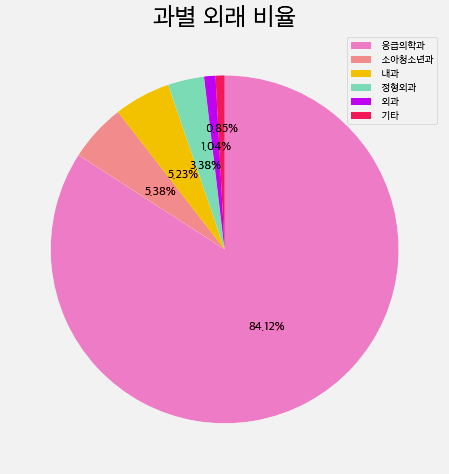 과별 외래 비율
응급의학과
소아청소년과
내과
정형외과
외과
기타
0.85%
1.04%
3.38%
5.23%
5.38%
84.12%